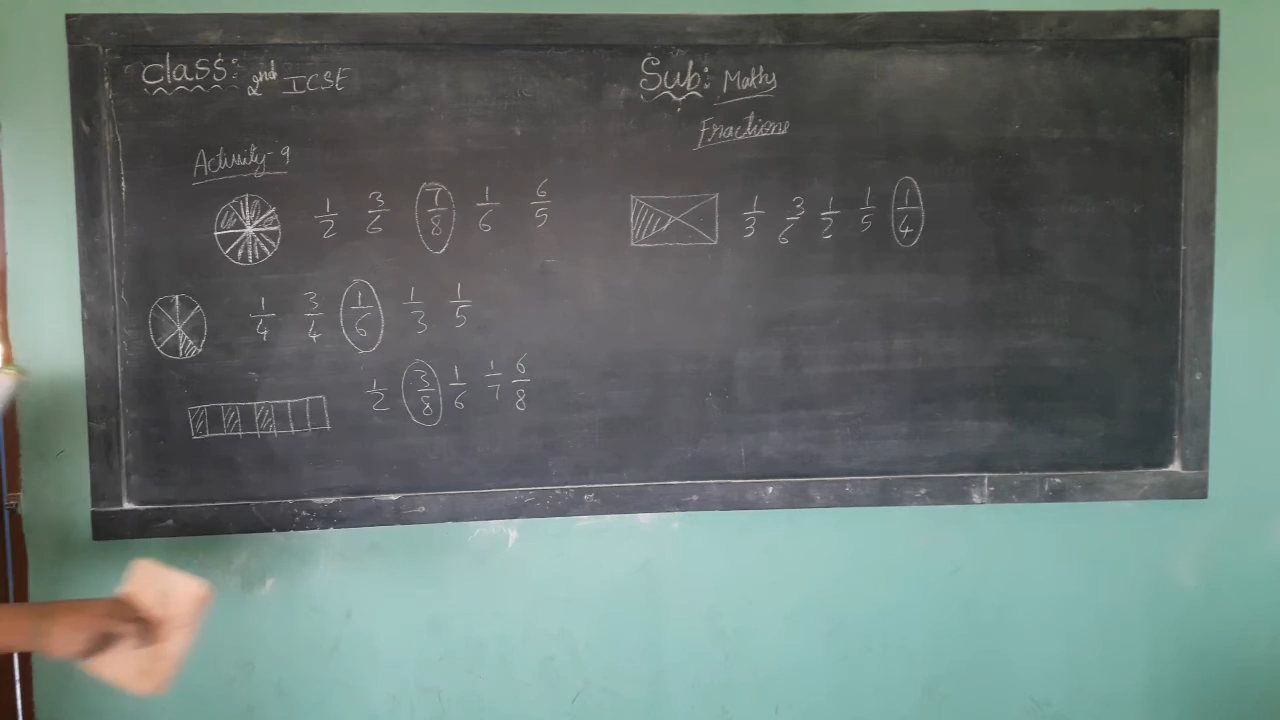 Class: 2nd ICSE
Sub: Maths
Fractions
Activity-9
1/2 3/6 7/8 1/6 6/5
1/3 3/6 1/2 1/5 1/4
1/4 3/4 1/6 1/3 1/5
1/2 3/8 1/6 1/7 6/8